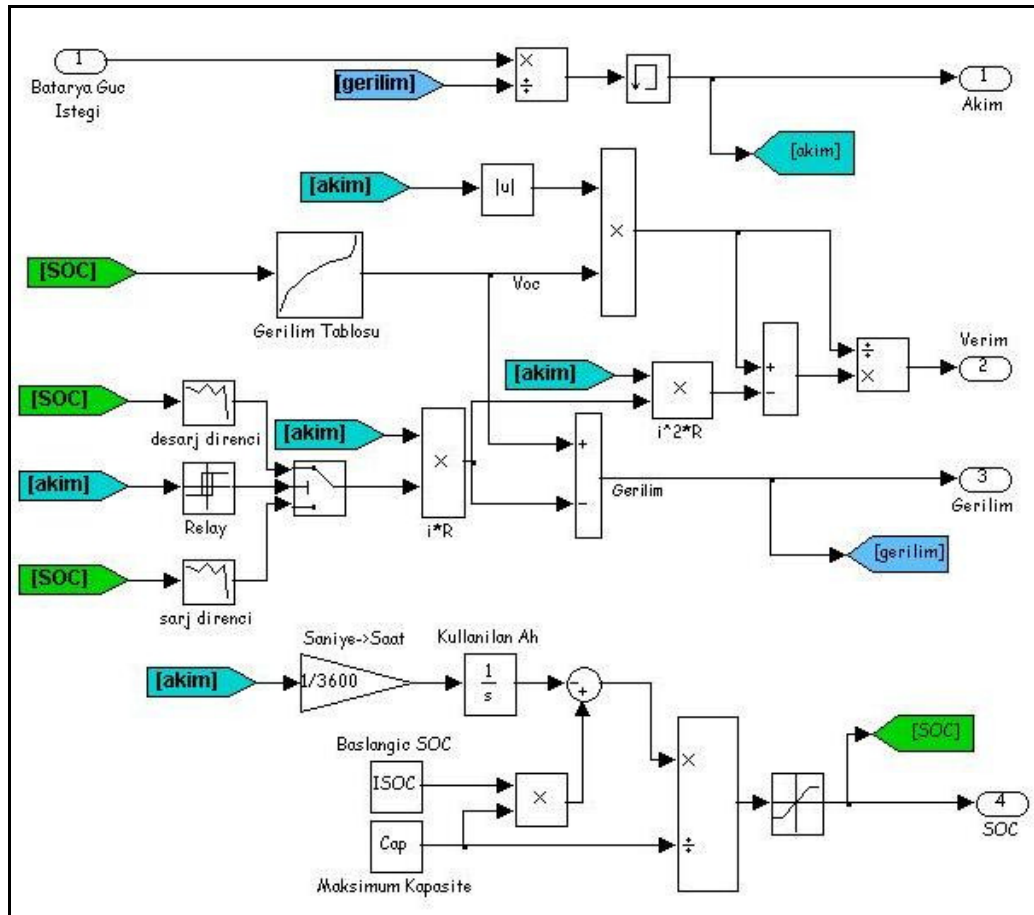 1
Batarya Guc
Istegi
[gerilim]
×
÷
1
Akim
[akim]
[akim]
|u|
×
[SOC]
Gerilim Tablosu
Voc
[akim]
×
i^2*R
+
−
÷
×
Verim
2
[SOC]
desarj direnci
[akim]
×
i*R
[akim]
Relay
+
−
Gerilim
3
Gerilim
[gerilim]
[SOC]
sarj direnci
Saniye->Saat
Kullanilan Ah
[akim]
1/3600
1
s
−
+
Baslangic SOC
ISOC
×
Cap
Maksimum Kapasite
×
÷
[SOC]
4
SOC